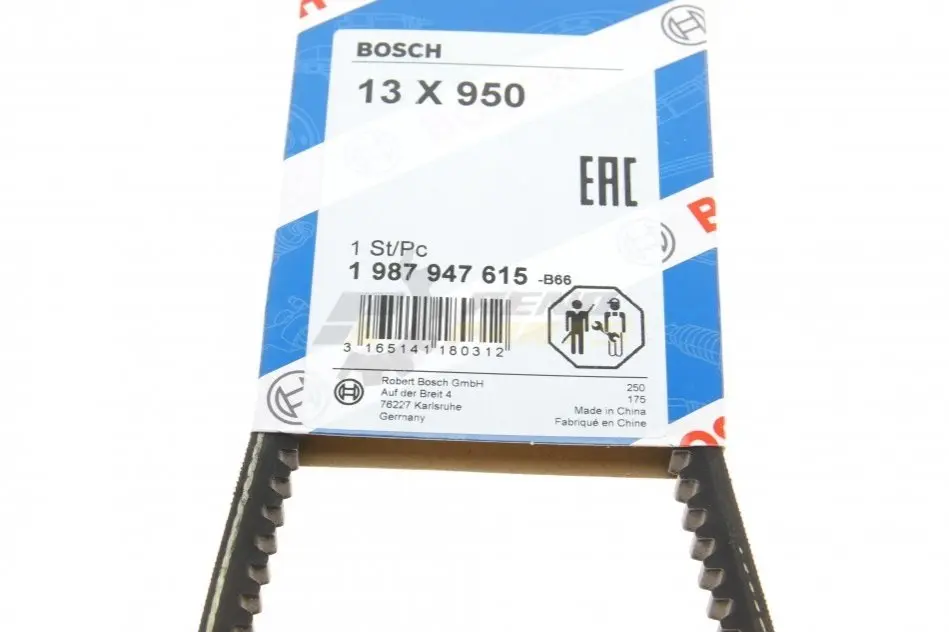 BOSCH
13 X 950
EAC
1 St/Pc
1 987 947 615 -B66
3 165141 180312
Robert Bosch GmbH
Auf der Breit 4
76227 Karlsruhe
Germany
250
175
Made in China
Fabriqué en Chine